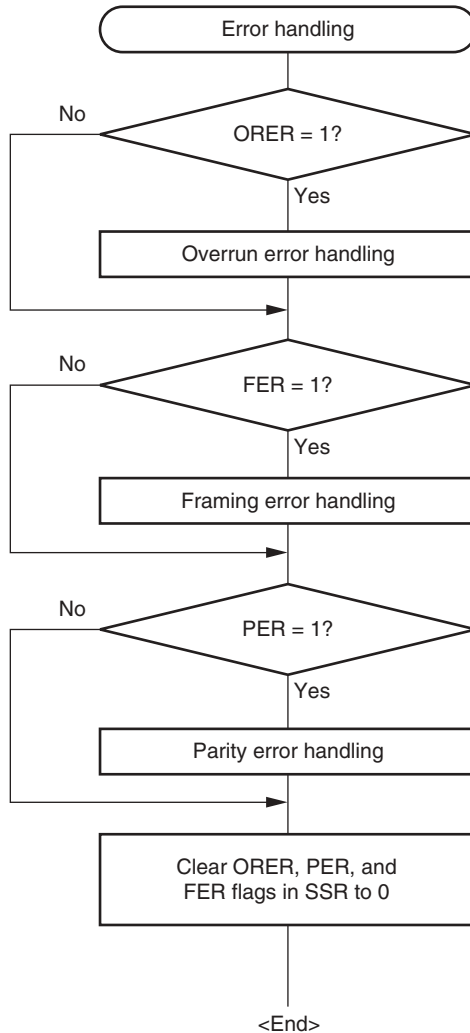 Error handling
No
ORER = 1?
Yes
Overrun error handling
No
FER = 1?
Yes
Framing error handling
No
PER = 1?
Yes
Parity error handling
Clear ORER, PER, and
FER flags in SSR to 0
<End>